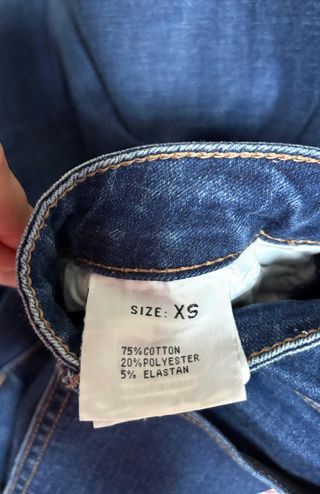 SIZE: XS
75%COTTON
20%POLYESTER
5% ELASTAN